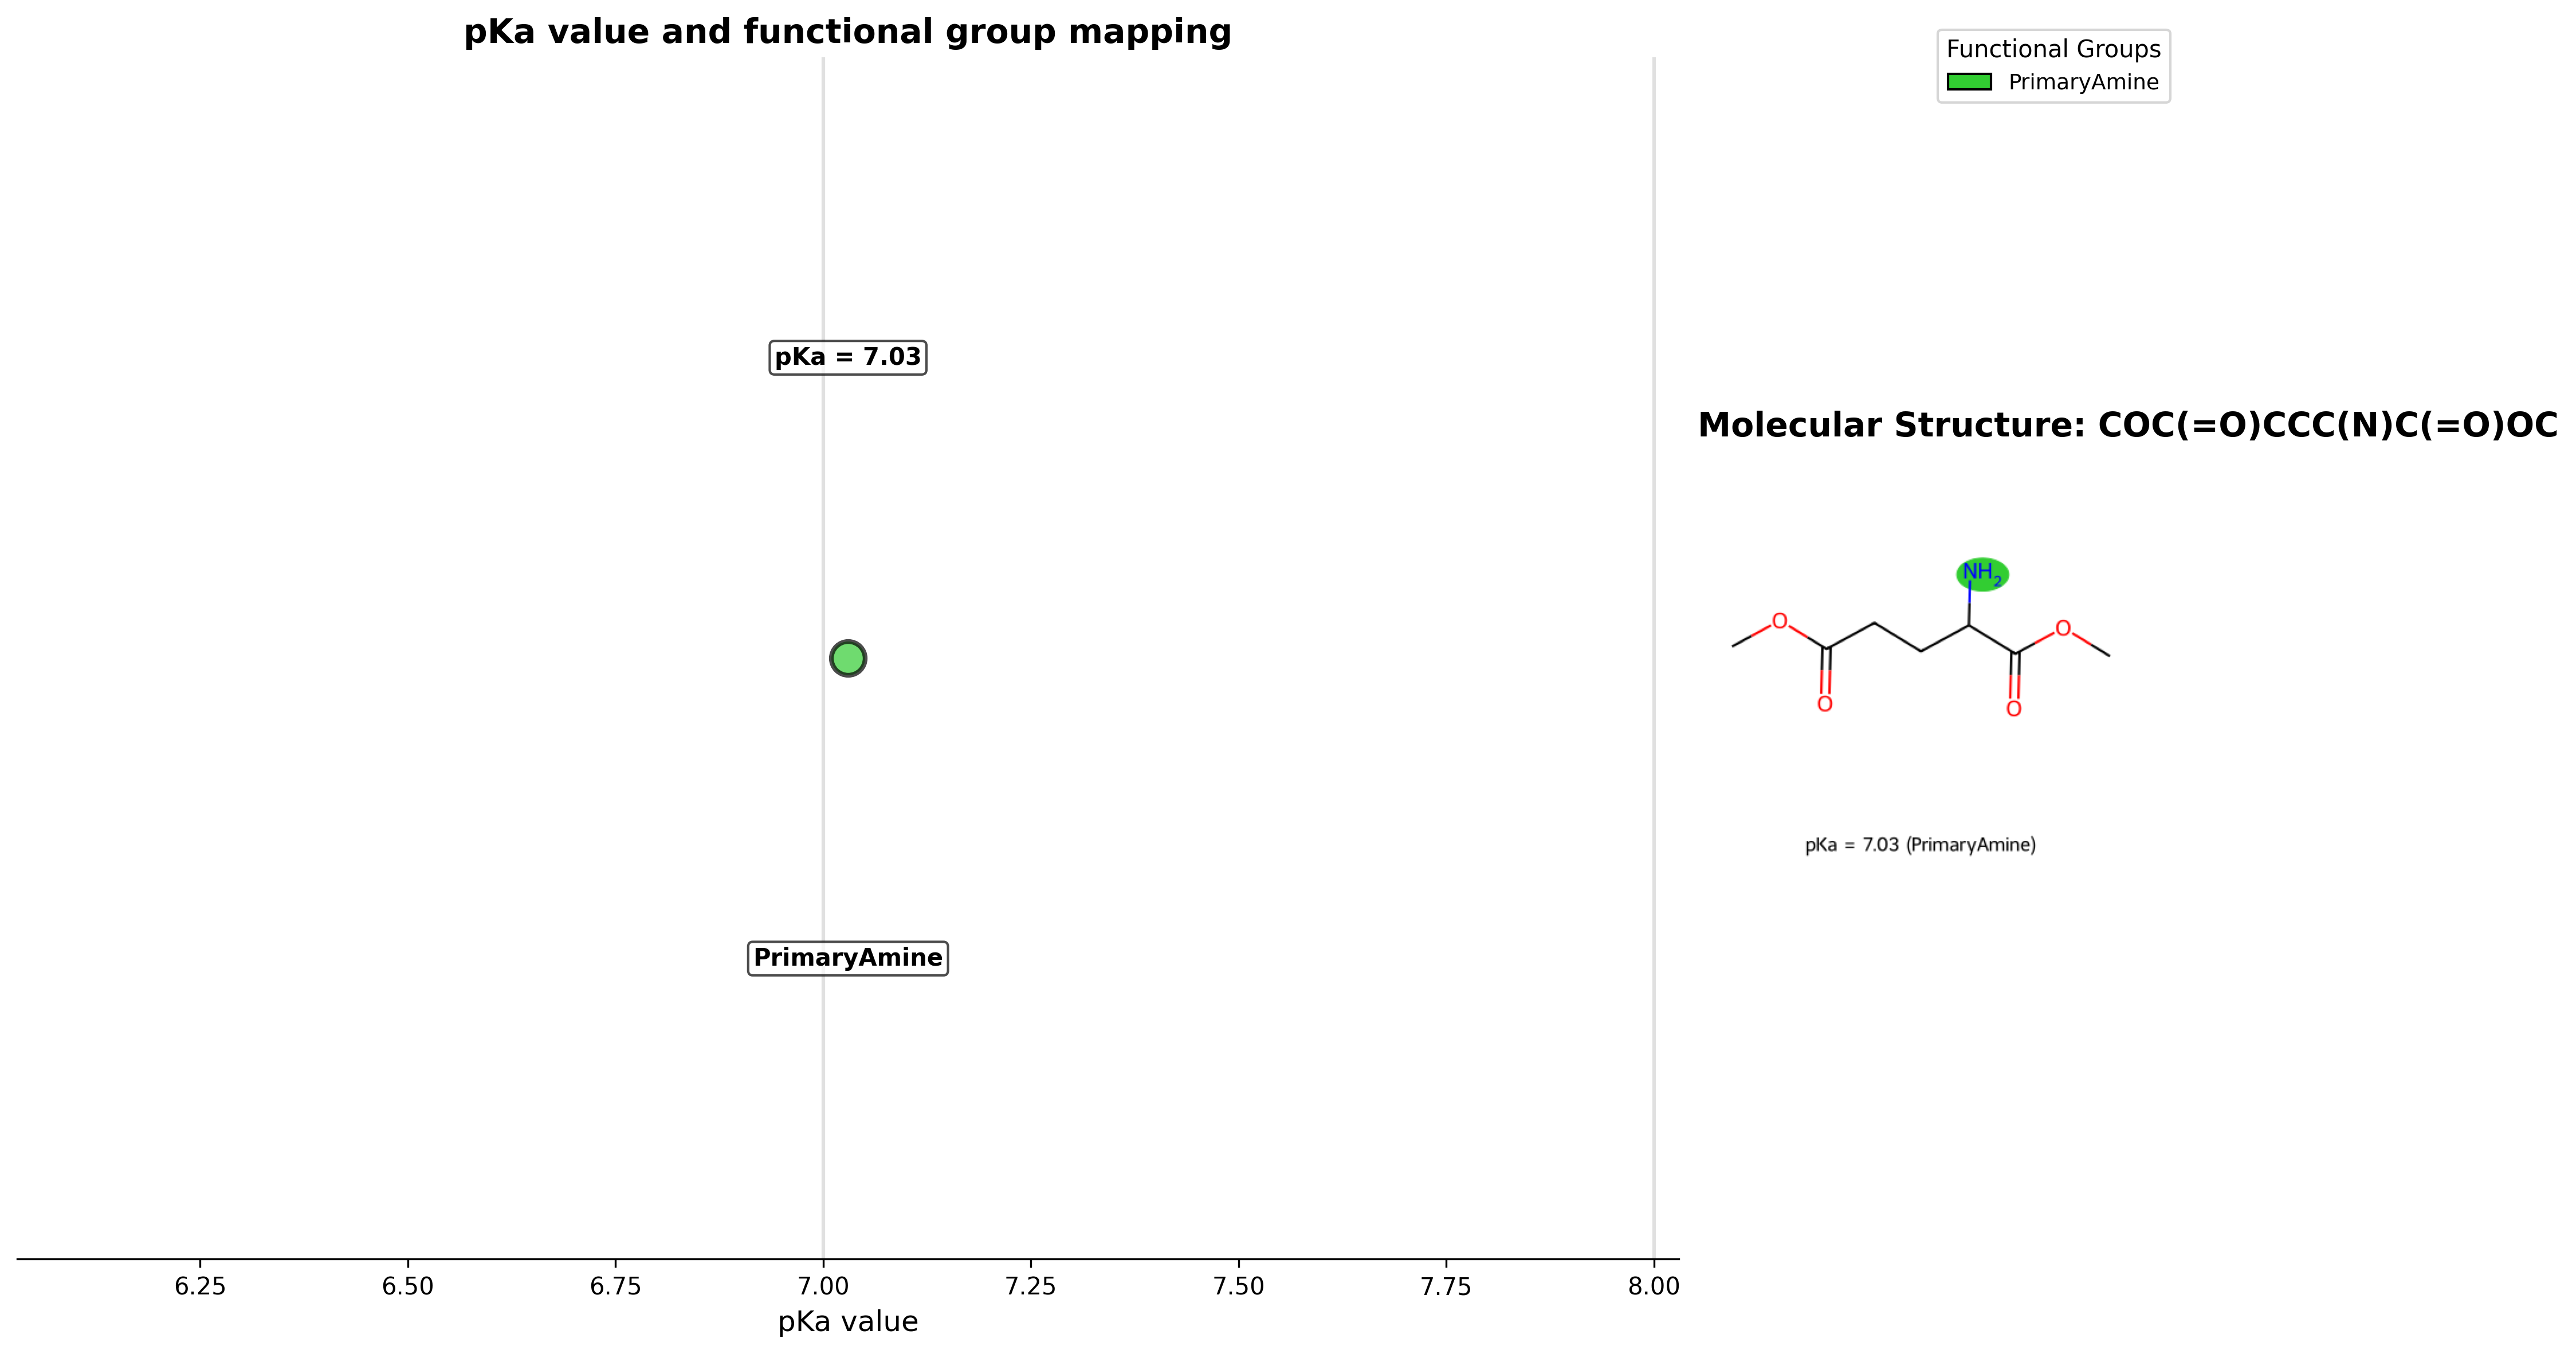 pKa value and functional group mapping
Functional Groups
PrimaryAmine
pKa = 7.03
PrimaryAmine
6.25 6.50 6.75 7.00 7.25 7.50 7.75 8.00
pKa value
Molecular Structure: COC(=O)CCC(N)C(=O)OC
NH2
O O
O O
pKa = 7.03 (PrimaryAmine)